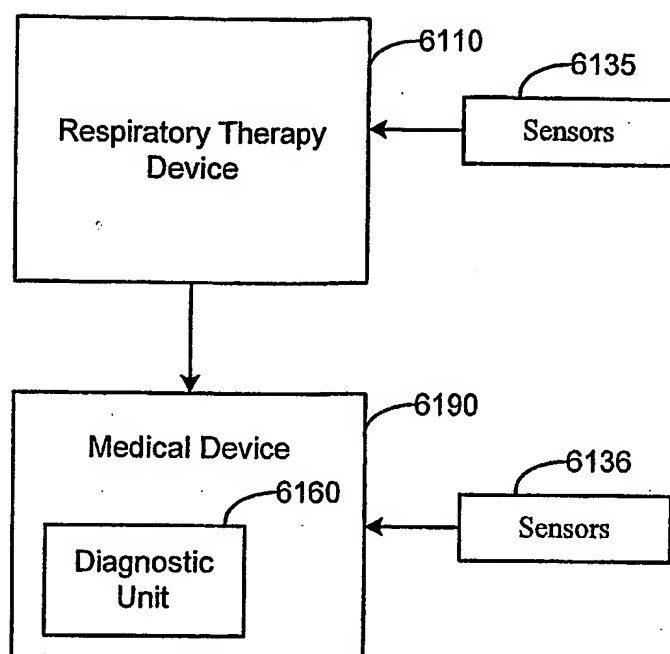 6110
6135
Respiratory Therapy
Device
Sensors
6190
Medical Device
6136
6160
Sensors
Diagnostic
Unit